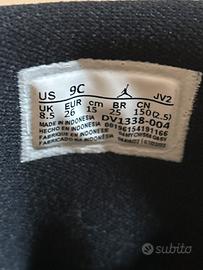 US 9C JV2
UK EUR cm BR CN
8.5 26 15 25 150(2.5)
MADE IN INDONESIA DV1338-004
HECHO EN INDONESIA 00196154191166
FABRIQUE EN INDONESIE
FABRICADO NA INDONESIA
subito